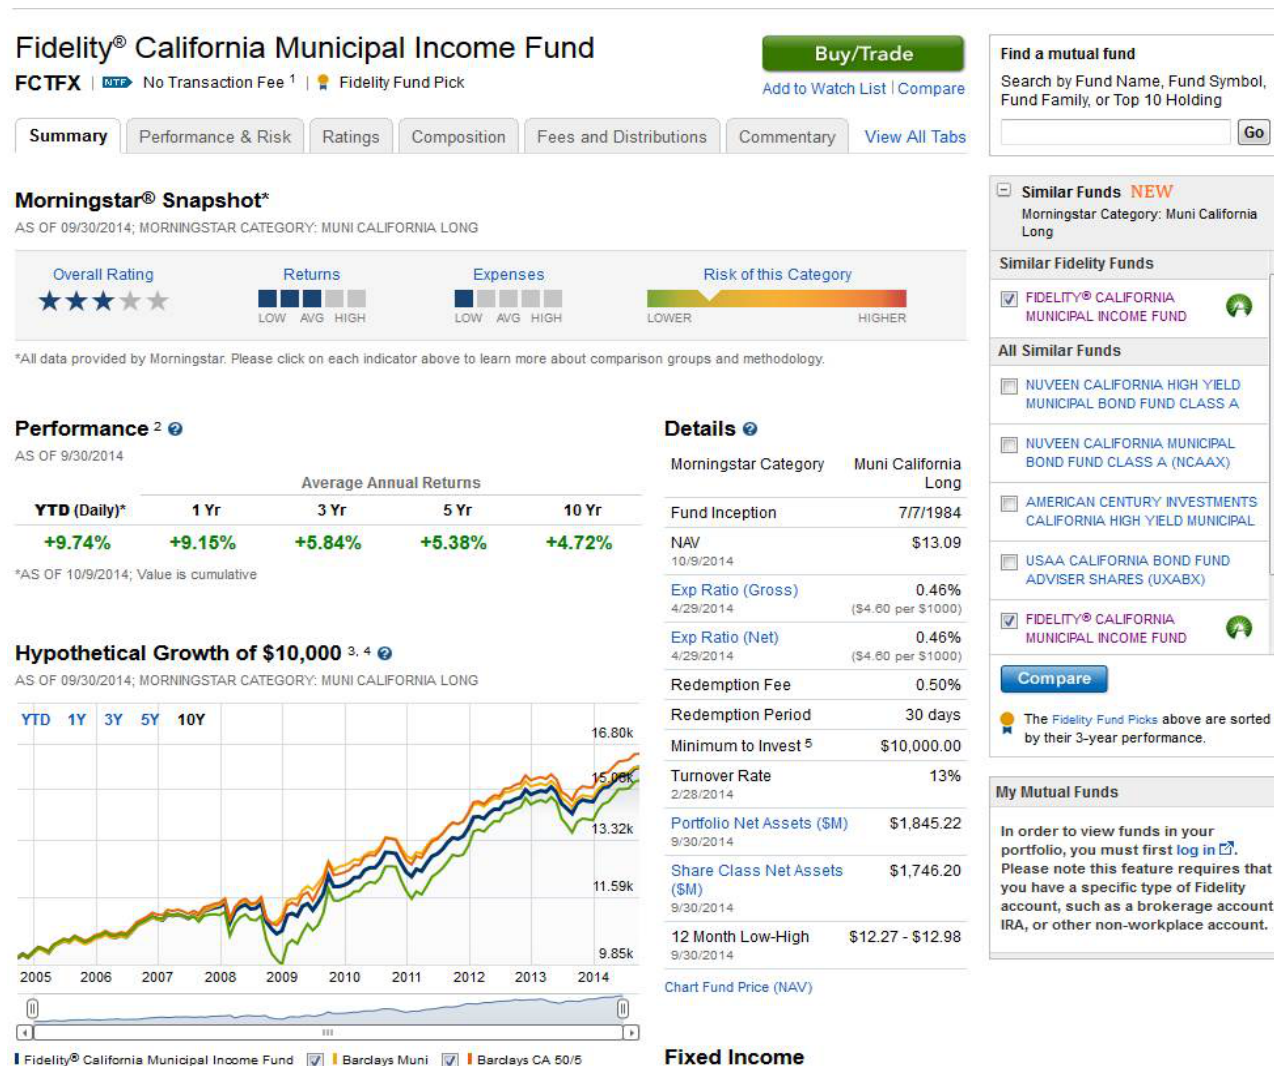 Fidelity® California Municipal Income Fund
FCTFX | NTF No Transaction Fee 1 | Fidelity Fund Pick
Buy/Trade
Add to Watch List | Compare
Summary Performance & Risk Ratings Composition Fees and Distributions Commentary View All Tabs
Morningstar® Snapshot*
AS OF 09/30/2014; MORNINGSTAR CATEGORY: MUNI CALIFORNIA LONG
Overall Rating Returns Expenses Risk of this Category
LOW AVG HIGH LOW AVG HIGH LOWER HIGHER
*All data provided by Morningstar. Please click on each indicator above to learn more about comparison groups and methodology.
Performance 2 ?
AS OF 9/30/2014
Average Annual Returns
YTD (Daily)* 1 Yr 3 Yr 5 Yr 10 Yr
+9.74% +9.15% +5.84% +5.38% +4.72%
*AS OF 10/9/2014; Value is cumulative
Hypothetical Growth of $10,000 3, 4 ?
AS OF 09/30/2014; MORNINGSTAR CATEGORY: MUNI CALIFORNIA LONG
YTD 1Y 3Y 5Y 10Y
16.80k
15.06k
13.32k
11.59k
9.85k
2005 2006 2007 2008 2009 2010 2011 2012 2013 2014
Fidelity® California Municipal Income Fund Barclays Muni Barclays CA 50/5
Details ?
Morningstar Category Muni California
Long
Fund Inception 7/7/1984
NAV $13.09
10/9/2014
Exp Ratio (Gross) 0.46%
4/29/2014 ($4.60 per $1000)
Exp Ratio (Net) 0.46%
4/29/2014 ($4.60 per $1000)
Redemption Fee 0.50%
Redemption Period 30 days
Minimum to Invest 5 $10,000.00
Turnover Rate 13%
2/28/2014
Portfolio Net Assets ($M) $1,845.22
9/30/2014
Share Class Net Assets $1,746.20
($M)
9/30/2014
12 Month Low-High $12.27 - $12.98
9/30/2014
Chart Fund Price (NAV)
Fixed Income
Find a mutual fund
Search by Fund Name, Fund Symbol,
Fund Family, or Top 10 Holding
Go
Similar Funds NEW
Morningstar Category: Muni California
Long
Similar Fidelity Funds
FIDELITY® CALIFORNIA
MUNICIPAL INCOME FUND
All Similar Funds
NUVEEN CALIFORNIA HIGH YIELD
MUNICIPAL BOND FUND CLASS A
NUVEEN CALIFORNIA MUNICIPAL
BOND FUND CLASS A (NCAAX)
AMERICAN CENTURY INVESTMENTS
CALIFORNIA HIGH YIELD MUNICIPAL
USAA CALIFORNIA BOND FUND
ADVISER SHARES (UXABX)
FIDELITY® CALIFORNIA
MUNICIPAL INCOME FUND
Compare
The Fidelity Fund Picks above are sorted
by their 3-year performance.
My Mutual Funds
In order to view funds in your
portfolio, you must first log in.
Please note this feature requires that
you have a specific type of Fidelity
account, such as a brokerage account
IRA, or other non-workplace account.